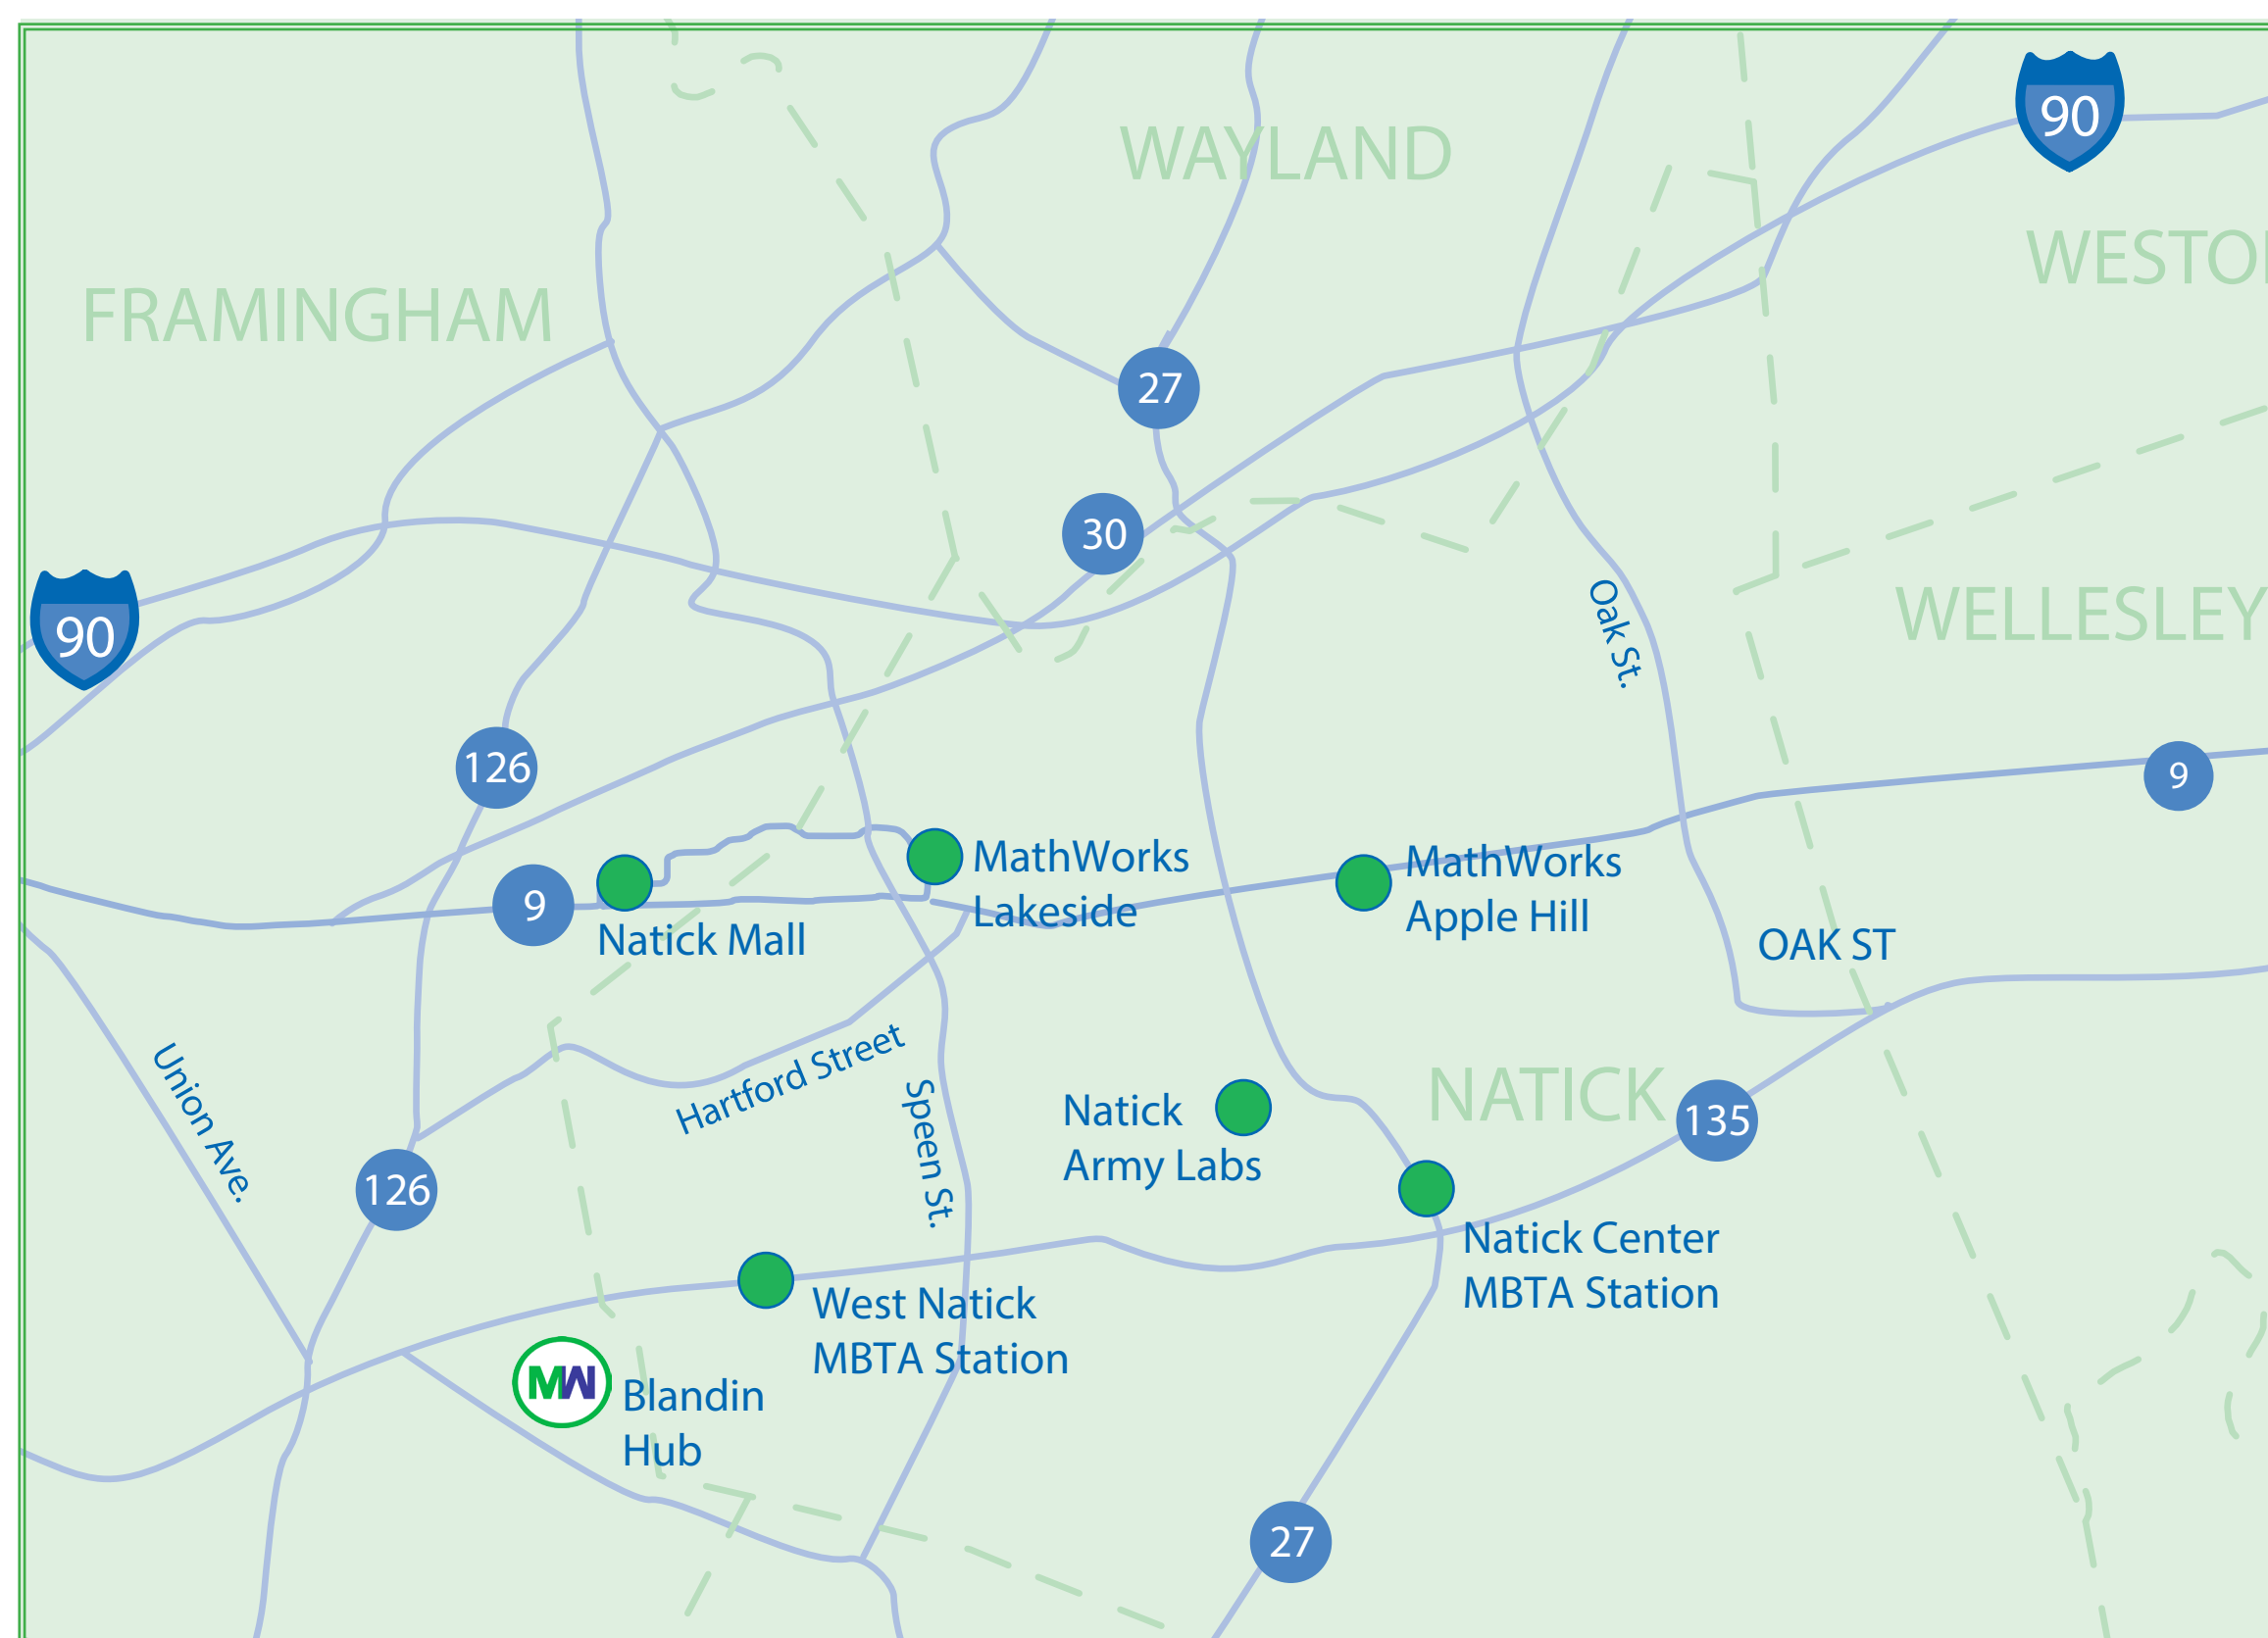 90
WAYLAND
WESTON
FRAMINGHAM
27
30
Oak St.
WELLESLEY
90
126
9
MathWorks
Lakeside
MathWorks
Apple Hill
9
Natick Mall
OAK ST
Union Ave.
Hartford Street
Speen St.
Natick
Army Labs
NATICK
135
126
Natick Center
MBTA Station
West Natick
MBTA Station
MW
Blandin
Hub
27